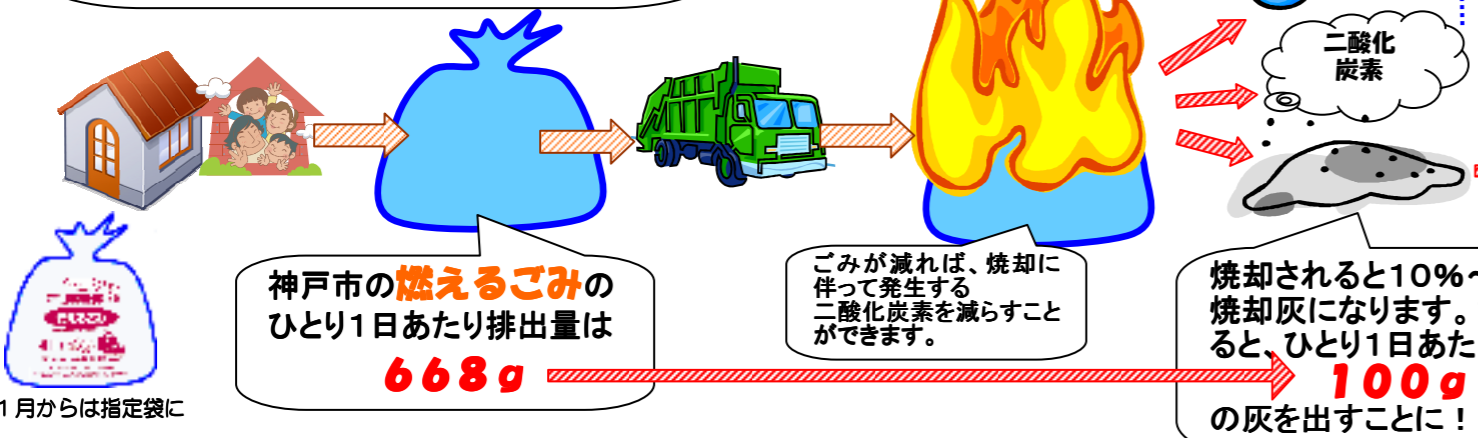 二酸化
炭素
神戸市の燃えるごみの
ひとり1日あたり排出量は
668g
ごみが減れば、焼却に
伴って発生する
二酸化炭素を減らすこと
ができます。
焼却されると10%~
焼却灰になります。
ると、ひとり1日あた
100g
の灰を出すことに!
1月からは指定袋に